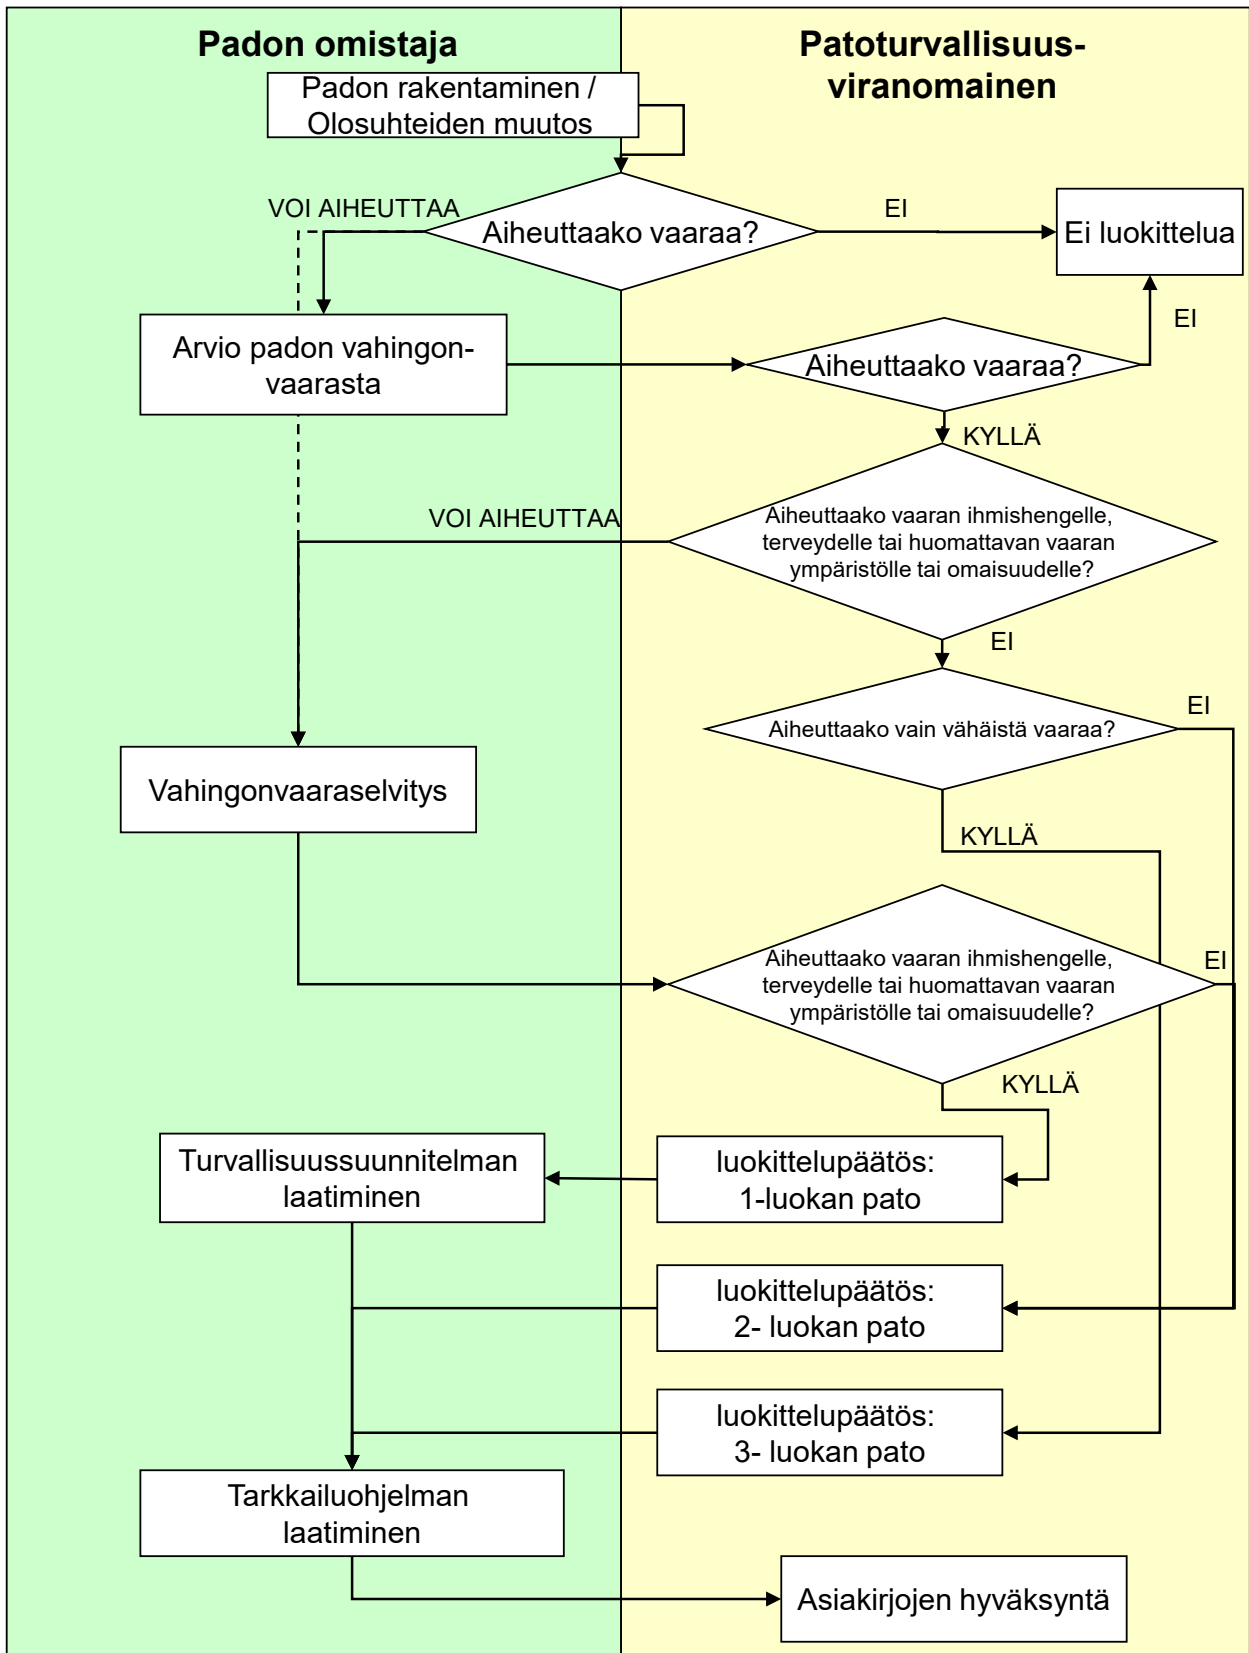 Padon omistaja
Patoturvallisuus-
viranomainen
Padon rakentaminen /
Olosuhteiden muutos
VOI AIHEUTTAA
Aiheuttaako vaaraa?
EI
Ei luokittelua
EI
Arvio padon vahingon-
vaarasta
Aiheuttaako vaaraa?
KYLLÄ
VOI AIHEUTTAA
Aiheuttaako vaaran ihmishengelle,
terveydelle tai huomattavan vaaran
ympäristölle tai omaisuudelle?
EI
Aiheuttaako vain vähäistä vaaraa?
EI
Vahingonvaaraselvitys
KYLLÄ
Aiheuttaako vaaran ihmishengelle,
terveydelle tai huomattavan vaaran
ympäristölle tai omaisuudelle?
EI
KYLLÄ
Turvallisuussuunnitelman
laatiminen
luokittelupäätös:
1-luokan pato
luokittelupäätös:
2- luokan pato
luokittelupäätös:
3- luokan pato
Tarkkailuohjelman
laatiminen
Asiakirjojen hyväksyntä